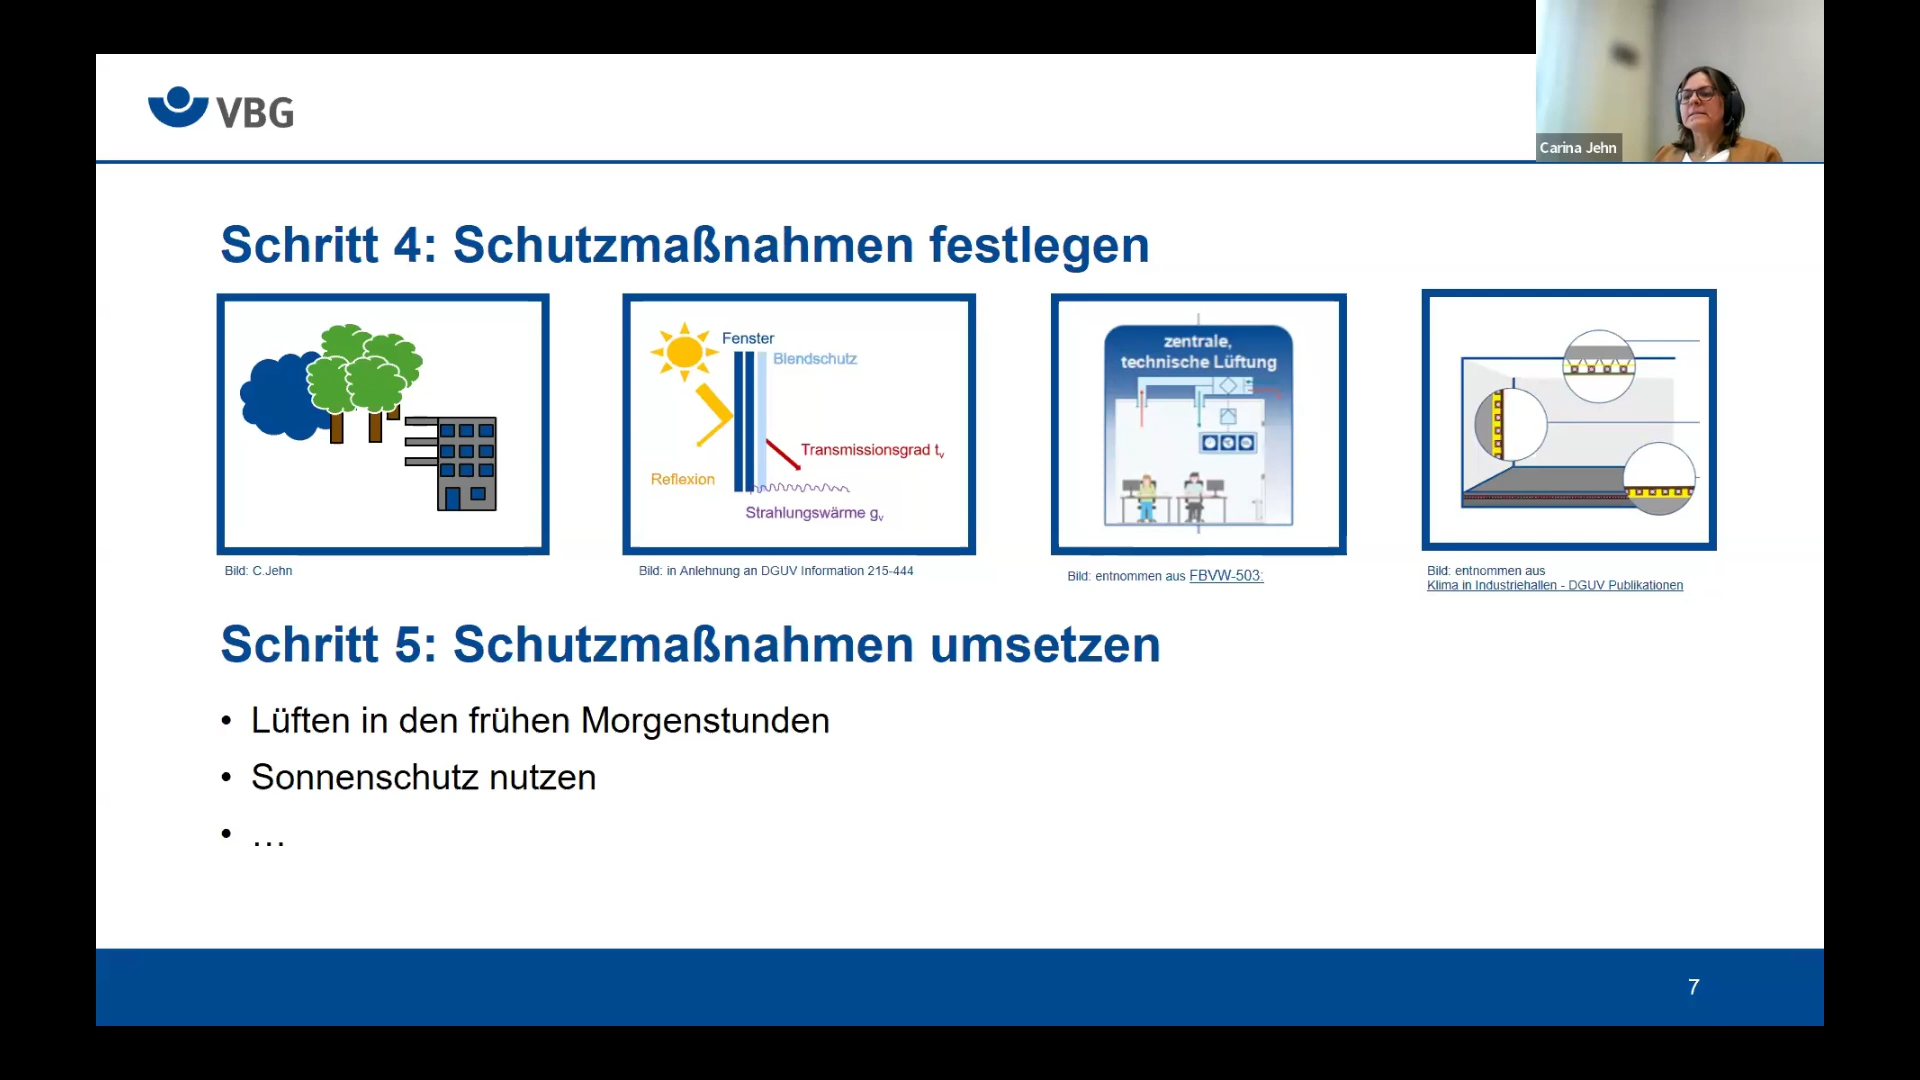 VBG
Carina Jehn
Schritt 4: Schutzmaßnahmen festlegen
Fenster
Blendschutz
Transmissionsgrad tv
Reflexion
Strahlungswärme gv
zentrale,
technische Lüftung
Bild: C.Jehn
Bild: in Anlehnung an DGUV Information 215-444
Bild: entnommen aus FBVW-503:
Bild: entnommen aus
Klima in Industriehallen - DGUV Publikationen
Schritt 5: Schutzmaßnahmen umsetzen
• Lüften in den frühen Morgenstunden
• Sonnenschutz nutzen
• …
7